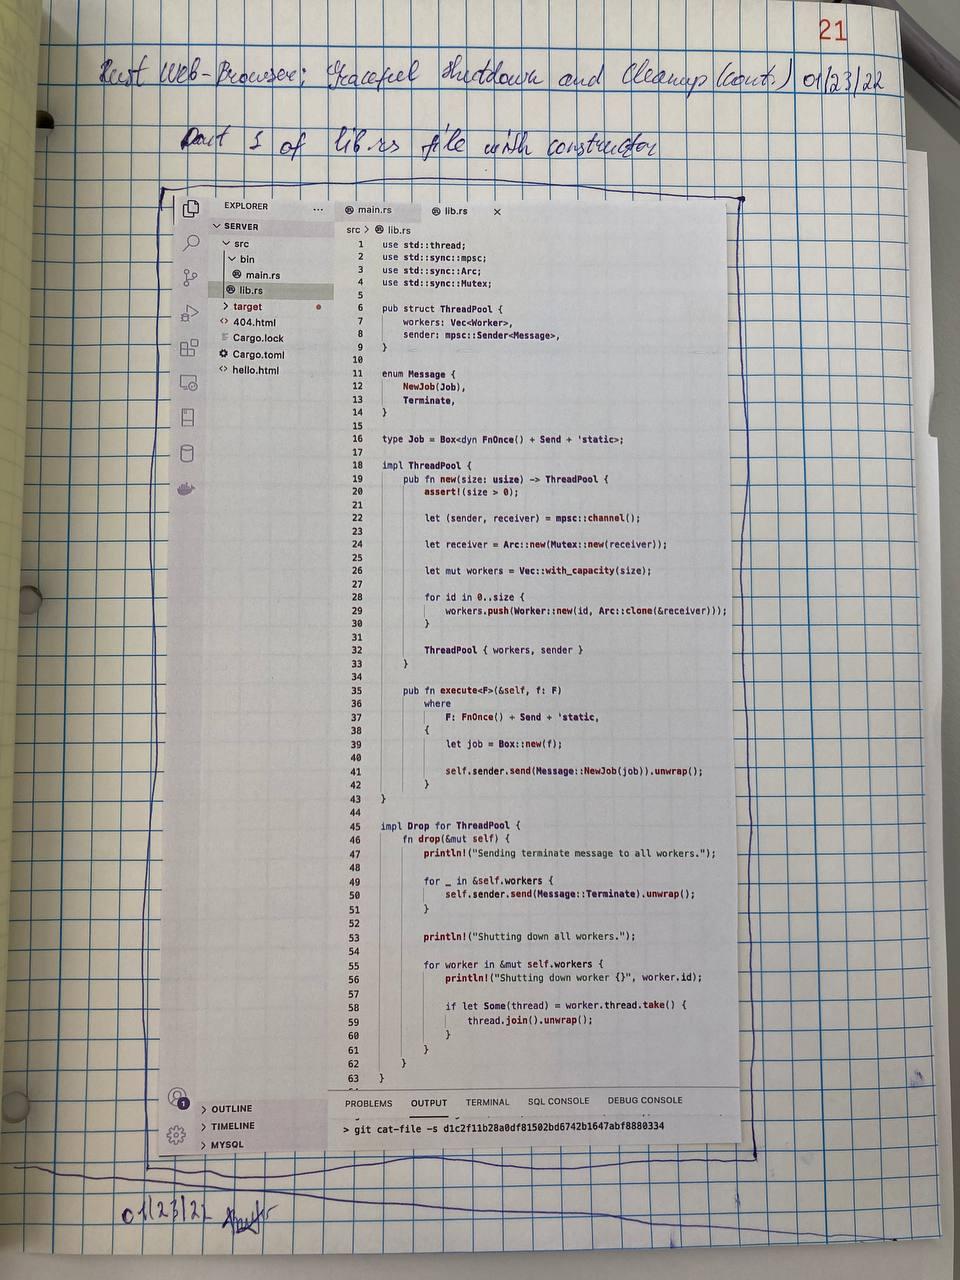 21
Rust Web-Browser; Graceful Shutdown and Cleanup (cont.) 01/23/22
Part 1 of lib.rs file with constructor
EXPLORER ...
SERVER
src
bin
main.rs
lib.rs
target
404.html
Cargo.lock
Cargo.toml
hello.html
OUTLINE
TIMELINE
MYSQL
1
main.rs lib.rs ×
src > lib.rs
1 use std::thread;
2 use std::sync::mpsc;
3 use std::sync::Arc;
4 use std::sync::Mutex;
5
6 pub struct ThreadPool {
7 workers: Vec<Worker>,
8 sender: mpsc::Sender<Message>,
9 }
10
11 enum Message {
12 NewJob(Job),
13 Terminate,
14 }
15
16 type Job = Box<dyn FnOnce() + Send + 'static>;
17
18 impl ThreadPool {
19 pub fn new(size: usize) -> ThreadPool {
20 assert!(size > 0);
21
22 let (sender, receiver) = mpsc::channel();
23
24 let receiver = Arc::new(Mutex::new(receiver));
25
26 let mut workers = Vec::with_capacity(size);
27
28 for id in 0..size {
29 workers.push(Worker::new(id, Arc::clone(&receiver)));
30 }
31
32 ThreadPool { workers, sender }
33 }
34
35 pub fn execute<F>(&self, f: F)
36 where
37 F: FnOnce() + Send + 'static,
38 {
39 let job = Box::new(f);
40
41 self.sender.send(Message::NewJob(job)).unwrap();
42 }
43 }
44
45 impl Drop for ThreadPool {
46 fn drop(&mut self) {
47 println!("Sending terminate message to all workers.");
48
49 for _ in &self.workers {
50 self.sender.send(Message::Terminate).unwrap();
51 }
52
53 println!("Shutting down all workers.");
54
55 for worker in &mut self.workers {
56 println!("Shutting down worker {}", worker.id);
57
58 if let Some(thread) = worker.thread.take() {
59 thread.join().unwrap();
60 }
61 }
62 }
63 }
PROBLEMS OUTPUT TERMINAL SQL CONSOLE DEBUG CONSOLE
> git cat-file -s d1c2f11b28a0df81502bd6742b1647abf8880334
01/23/22